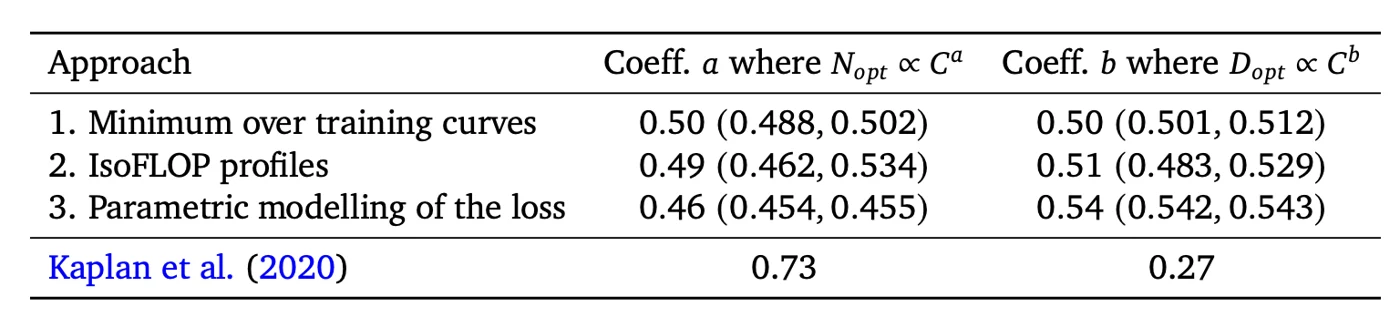 Approach Coeff. a where N_opt ∝ C^a Coeff. b where D_opt ∝ C^b
1. Minimum over training curves 0.50 (0.488, 0.502) 0.50 (0.501, 0.512)
2. IsoFLOP profiles 0.49 (0.462, 0.534) 0.51 (0.483, 0.529)
3. Parametric modelling of the loss 0.46 (0.454, 0.455) 0.54 (0.542, 0.543)
Kaplan et al. (2020) 0.73 0.27